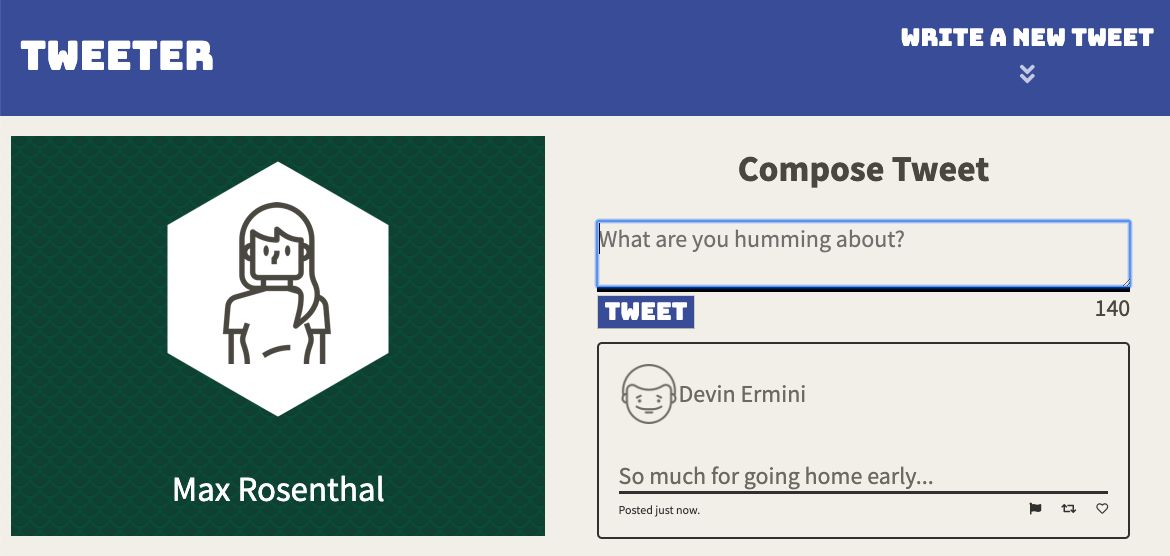 TWEETER
WRITE A NEW TWEET
Max Rosenthal
Compose Tweet
What are you humming about?
TWEET
140
Devin Ermini
So much for going home early...
Posted just now.